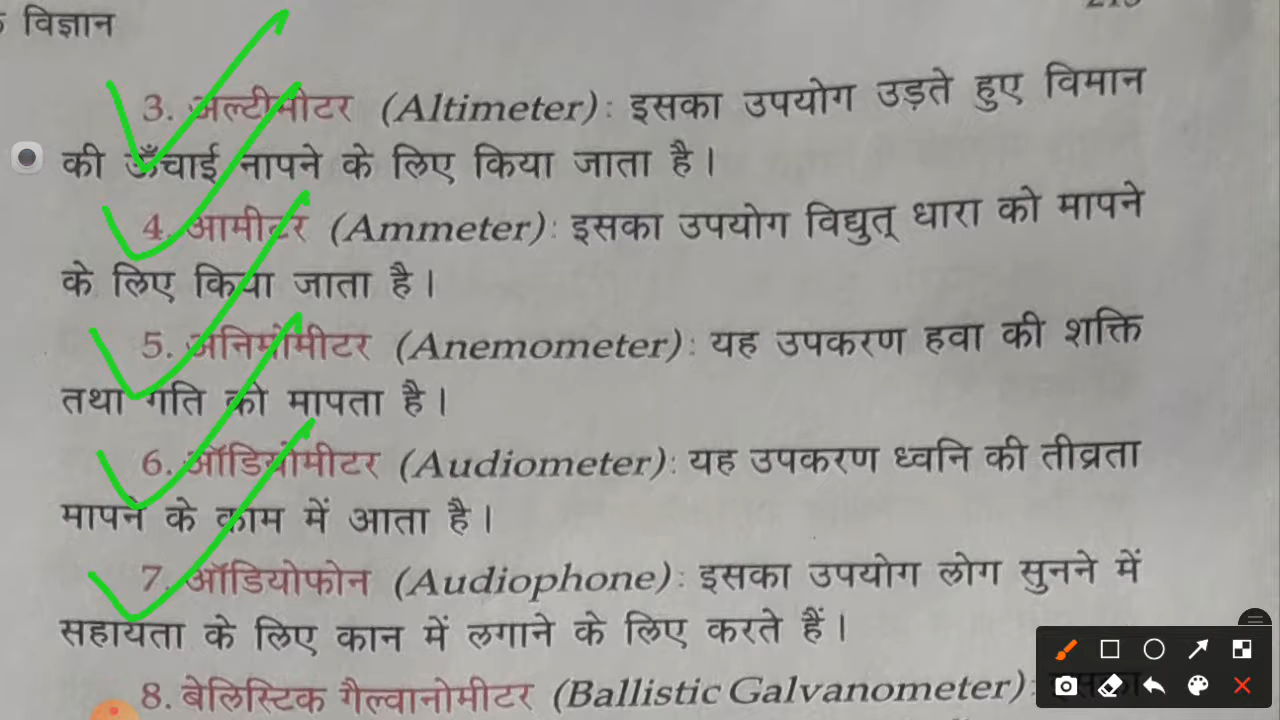 विज्ञान
3. अल्टीमीटर (Altimeter): इसका उपयोग उड़ते हुए विमान
की ऊँचाई नापने के लिए किया जाता है।
4. आमीटर (Ammeter): इसका उपयोग विद्युत् धारा को मापने
के लिए किया जाता है।
5. अनिमोमीटर (Anemometer): यह उपकरण हवा की शक्ति
तथा गति को मापता है।
6. ऑडियोमीटर (Audiometer): यह उपकरण ध्वनि की तीव्रता
मापने के काम में आता है।
7. ऑडियोफोन (Audiophone): इसका उपयोग लोग सुनने में
सहायता के लिए कान में लगाने के लिए करते हैं।
8. बेलिस्टिक गैल्वानोमीटर (Ballistic Galvanometer):